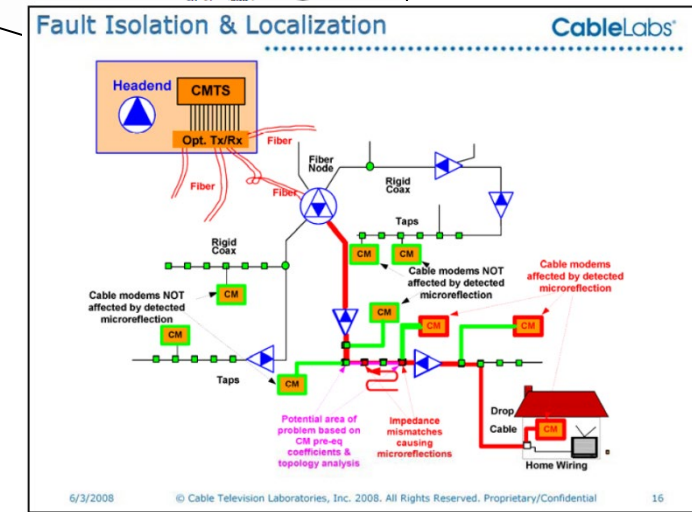 Fault Isolation & Localization
CableLabs®
Headend
CMTS
Opt. Tx/Rx
Fiber
Fiber
Fiber
Fiber
Node
Rigid
Coax
Taps
CM
CM
Cable modems NOT
affected by detected
microreflection
Cable modems
affected by detected
microreflection
Rigid
Coax
CM
Cable modems NOT
affected by detected
microreflection
CM
CM
CM
CM
Taps
CM
Potential area of
problem based on
CM pre-eq
coefficients &
topology analysis
Impedance
mismatches
causing
microreflections
Drop
Cable
CM
Home Wiring
6/3/2008
© Cable Television Laboratories, Inc. 2008. All Rights Reserved. Proprietary/Confidential
16